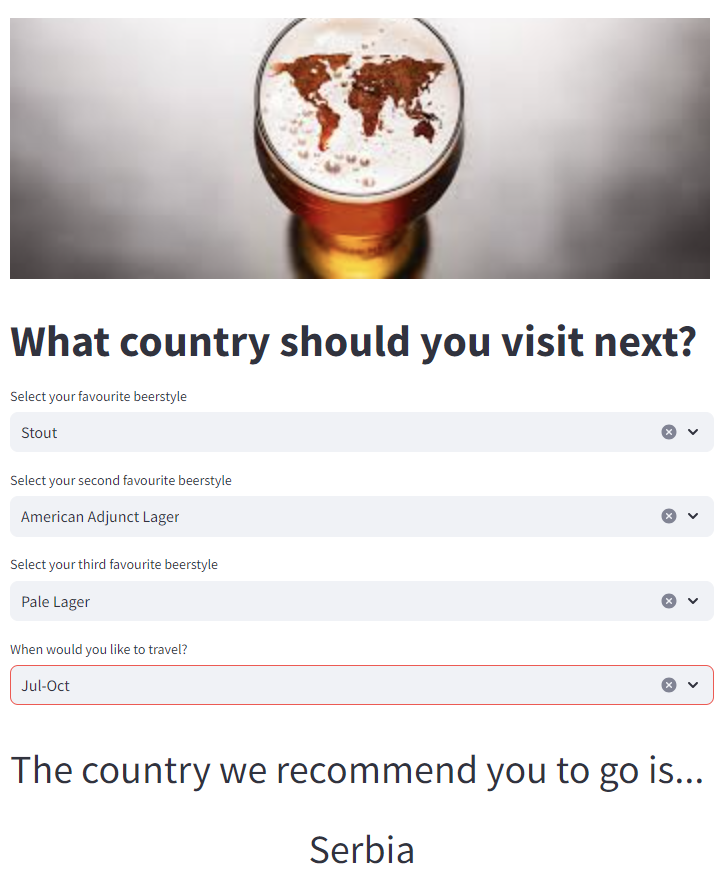 What country should you visit next?
Select your favourite beerstyle
Stout
Select your second favourite beerstyle
American Adjunct Lager
Select your third favourite beerstyle
Pale Lager
When would you like to travel?
Jul-Oct
The country we recommend you to go is...
Serbia